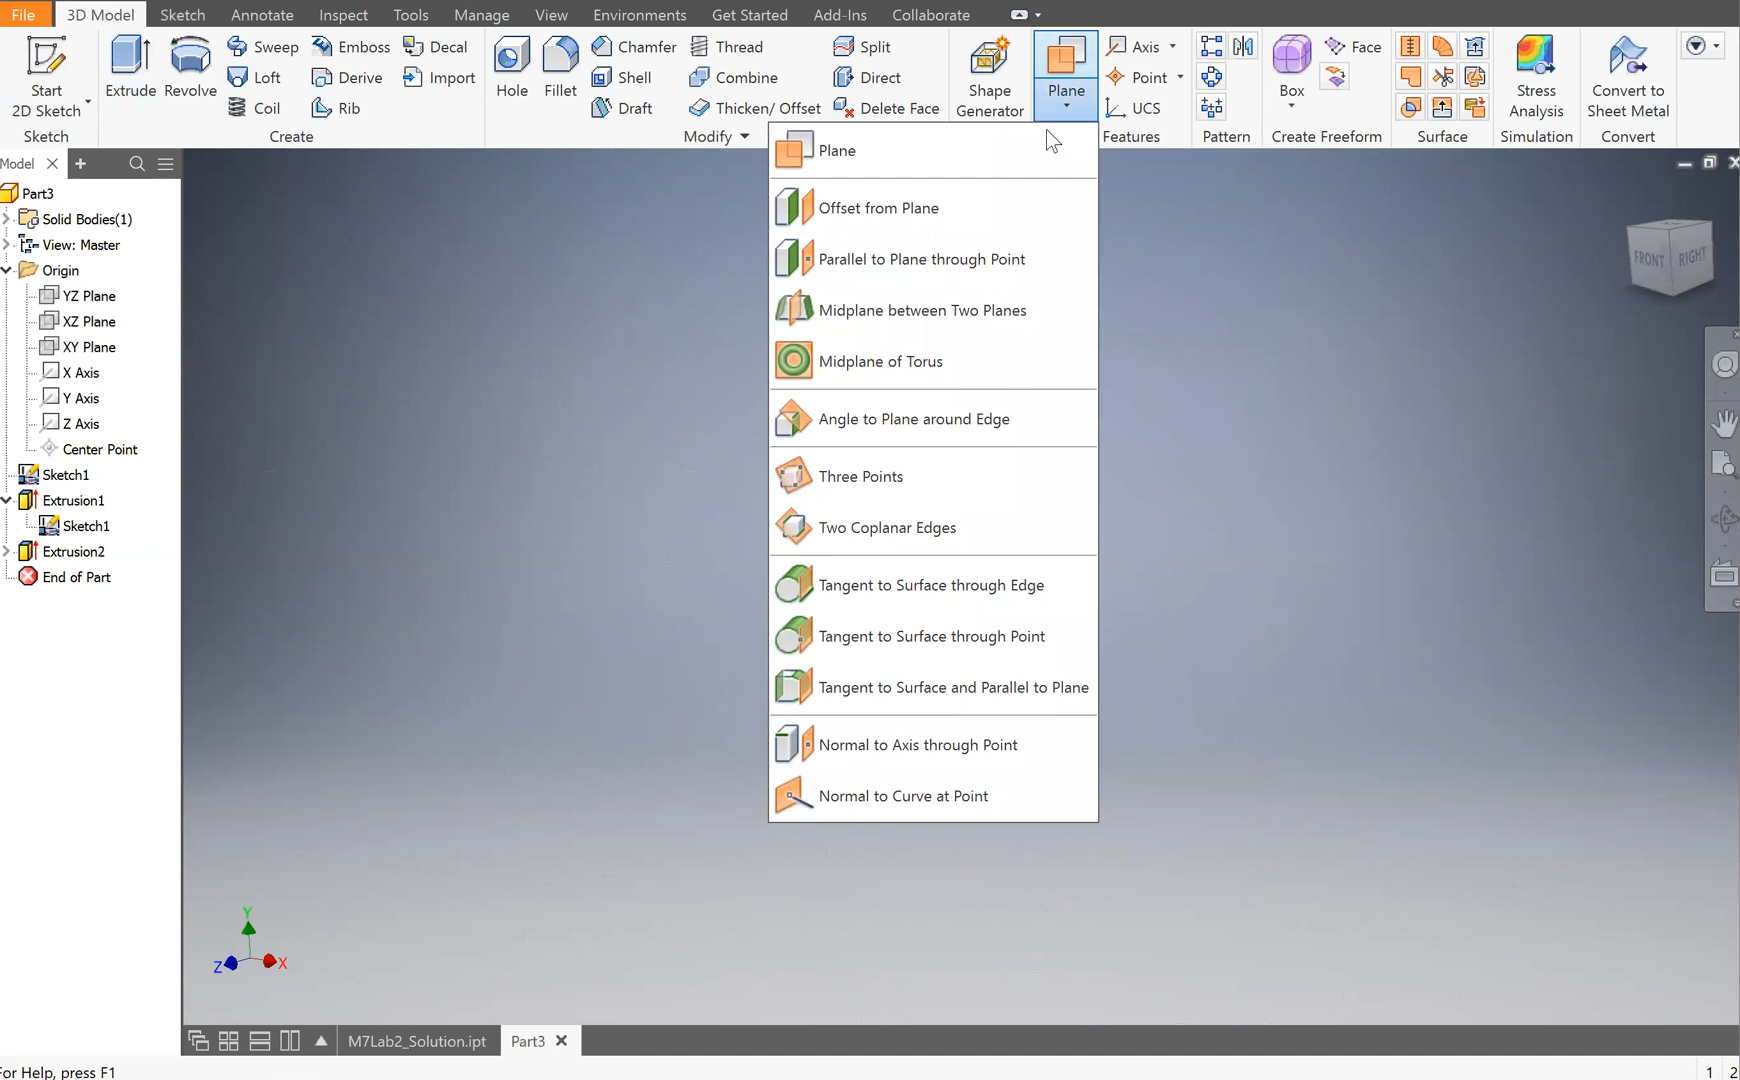 File 3D Model Sketch Annotate Inspect Tools Manage View Environments Get Started Add-Ins Collaborate
Start
2D Sketch
Sketch
Extrude Revolve
Sweep Emboss Decal
Loft Derive Import
Coil Rib
Create
Hole Fillet
Chamfer Thread Split
Shell Combine Direct
Draft Thicken/ Offset Delete Face
Modify
Shape
Generator
Plane
Axis
Point
UCS
Features
Pattern
Box
Face
Create Freeform
Surface
Stress
Analysis
Simulation
Convert to
Sheet Metal
Convert
Model
Part3
Solid Bodies(1)
View: Master
Origin
YZ Plane
XZ Plane
XY Plane
X Axis
Y Axis
Z Axis
Center Point
Sketch1
Extrusion1
Sketch1
Extrusion2
End of Part
Plane
Offset from Plane
Parallel to Plane through Point
Midplane between Two Planes
Midplane of Torus
Angle to Plane around Edge
Three Points
Two Coplanar Edges
Tangent to Surface through Edge
Tangent to Surface through Point
Tangent to Surface and Parallel to Plane
Normal to Axis through Point
Normal to Curve at Point
FRONT RIGHT
Y
Z X
M7Lab2_Solution.ipt Part3
For Help, press F1
1 2